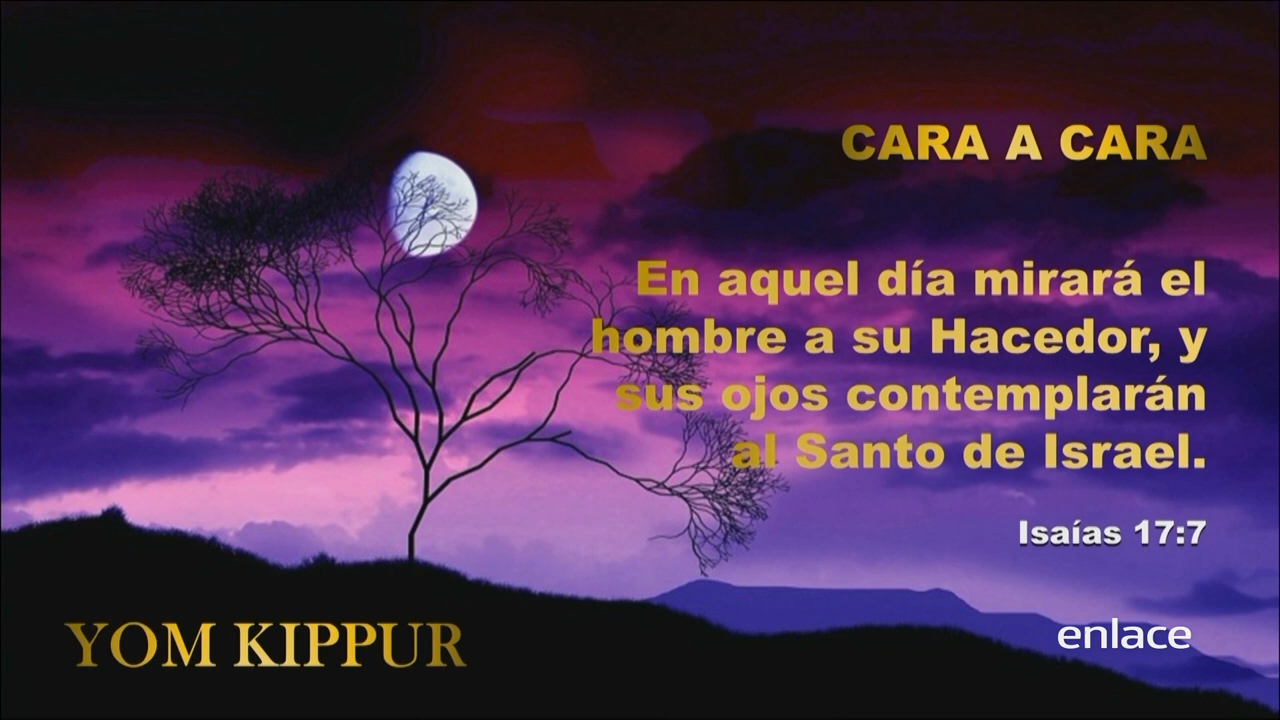 CARA A CARA
En aquel día mirará el
hombre a su Hacedor, y
sus ojos contemplarán
al Santo de Israel.
Isaías 17:7
YOM KIPPUR
enlace